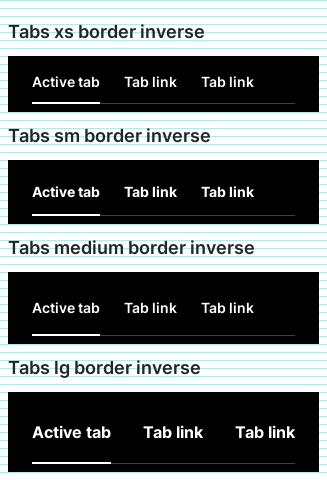 Tabs xs border inverse
Active tab Tab link Tab link
Tabs sm border inverse
Active tab Tab link Tab link
Tabs medium border inverse
Active tab Tab link Tab link
Tabs lg border inverse
Active tab Tab link Tab link